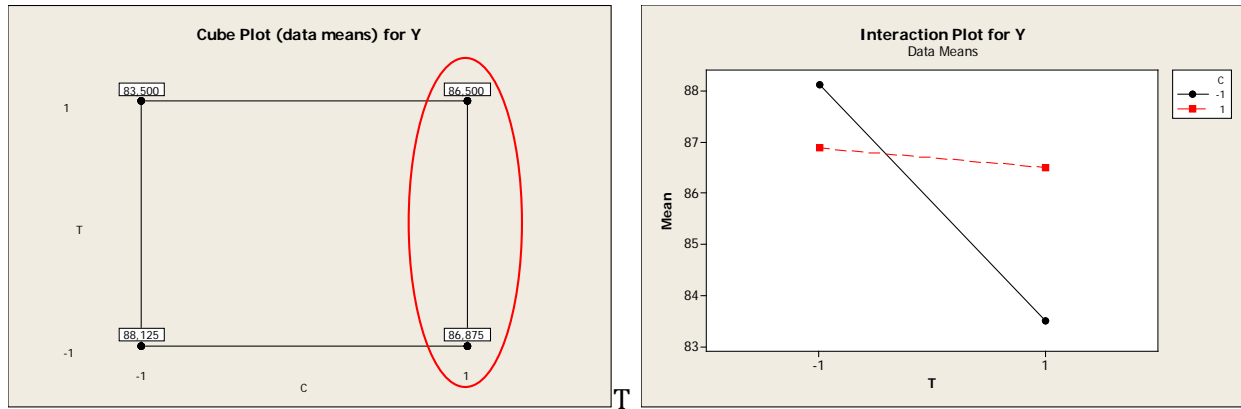 Cube Plot (data means) for Y
83,500
86,500
1
T
88,125
86,875
-1
-1
1
C
T
Interaction Plot for Y
Data Means
C
-1
1
88
87
86
85
84
83
Mean
-1
1
T